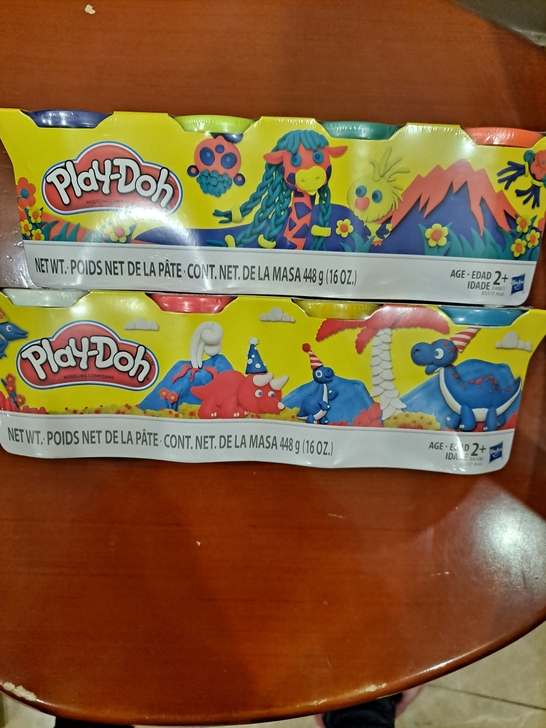 Play-Doh
NET WT. · POIDS NET DE LA PÂTE · CONT. NET. DE LA MASA 448 g (16 OZ.)
AGE · EDAD
IDADE 2+
Play-Doh
NET WT. · POIDS NET DE LA PÂTE · CONT. NET. DE LA MASA 448 g (16 OZ.)
AGE · EDAD
IDADE 2+